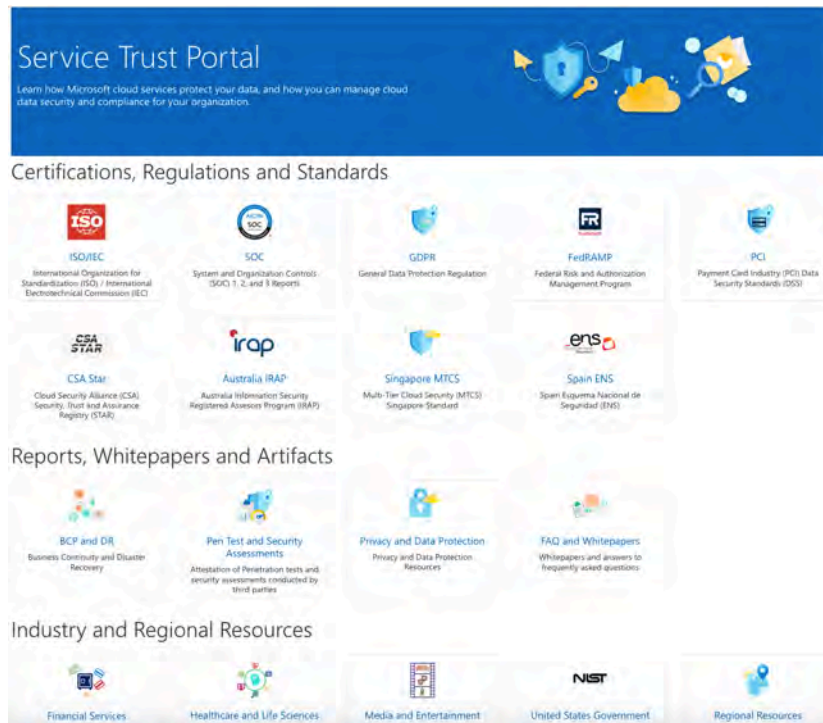 Service Trust Portal
Learn how Microsoft cloud services protect your data, and how you can manage cloud
data security and compliance for your organization.
Certifications, Regulations and Standards
ISO
AICPA
SOC
FR
FedRAMP
ISO/IEC
International Organization for
Standardization (ISO) / International
Electrotechnical Commission (IEC)
SOC
System and Organization Controls
(SOC) 1, 2, and 3 Reports
GDPR
General Data Protection Regulation
FedRAMP
Federal Risk and Authorization
Management Program
PCI
Payment Card Industry (PCI) Data
Security Standards (DSS)
CSA
STAR
irap
ens
CSA Star
Cloud Security Alliance (CSA)
Security, Trust and Assurance
Registry (STAR)
Australia IRAP
Australia Information Security
Registered Assessors Program (IRAP)
Singapore MTCS
Multi-Tier Cloud Security (MTCS)
Singapore Standard
Spain ENS
Spain Esquema Nacional de
Seguridad (ENS)
Reports, Whitepapers and Artifacts
BCP and DR
Business Continuity and Disaster
Recovery
Pen Test and Security
Assessments
Attestation of Penetration tests and
security assessments conducted by
third parties
Privacy and Data Protection
Privacy and Data Protection
Resources
FAQ and Whitepapers
Whitepapers and answers to
frequently asked questions
Industry and Regional Resources
NIST
Financial Services
Healthcare and Life Sciences
Media and Entertainment
United States Government
Regional Resources